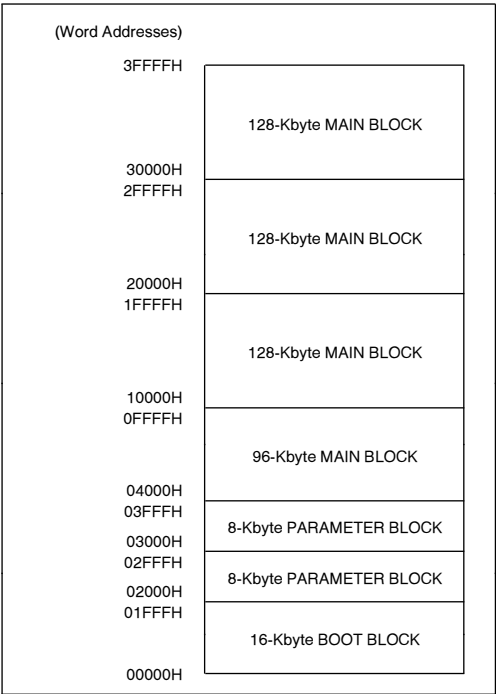 (Word Addresses)
3FFFFH
128-Kbyte MAIN BLOCK
30000H
2FFFFH
128-Kbyte MAIN BLOCK
20000H
1FFFFH
128-Kbyte MAIN BLOCK
10000H
0FFFFH
96-Kbyte MAIN BLOCK
04000H
03FFFH
8-Kbyte PARAMETER BLOCK
03000H
02FFFH
8-Kbyte PARAMETER BLOCK
02000H
01FFFH
16-Kbyte BOOT BLOCK
00000H